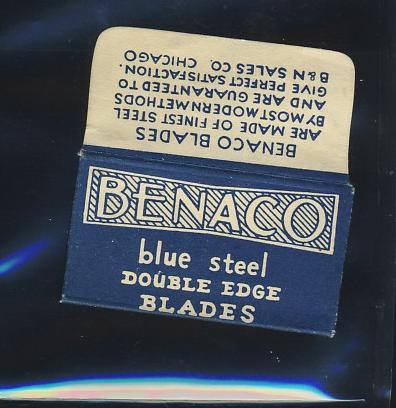 BENACO BLADES
ARE MADE OF FINEST STEEL
BY MOST MODERN METHODS
AND ARE GUARANTEED TO
GIVE PERFECT SATISFACTION.
B & N SALES CO. CHICAGO
BENACO
blue steel
DOUBLE EDGE
BLADES